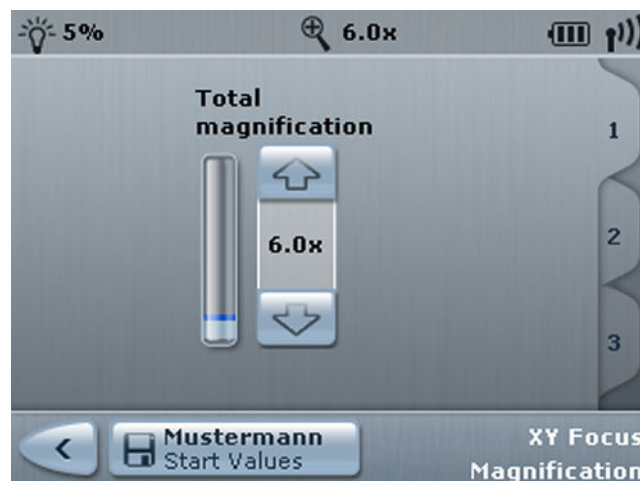 5%
6.0x
Total
magnification
1
6.0x
2
3
Mustermann
Start Values
XY Focus
Magnification